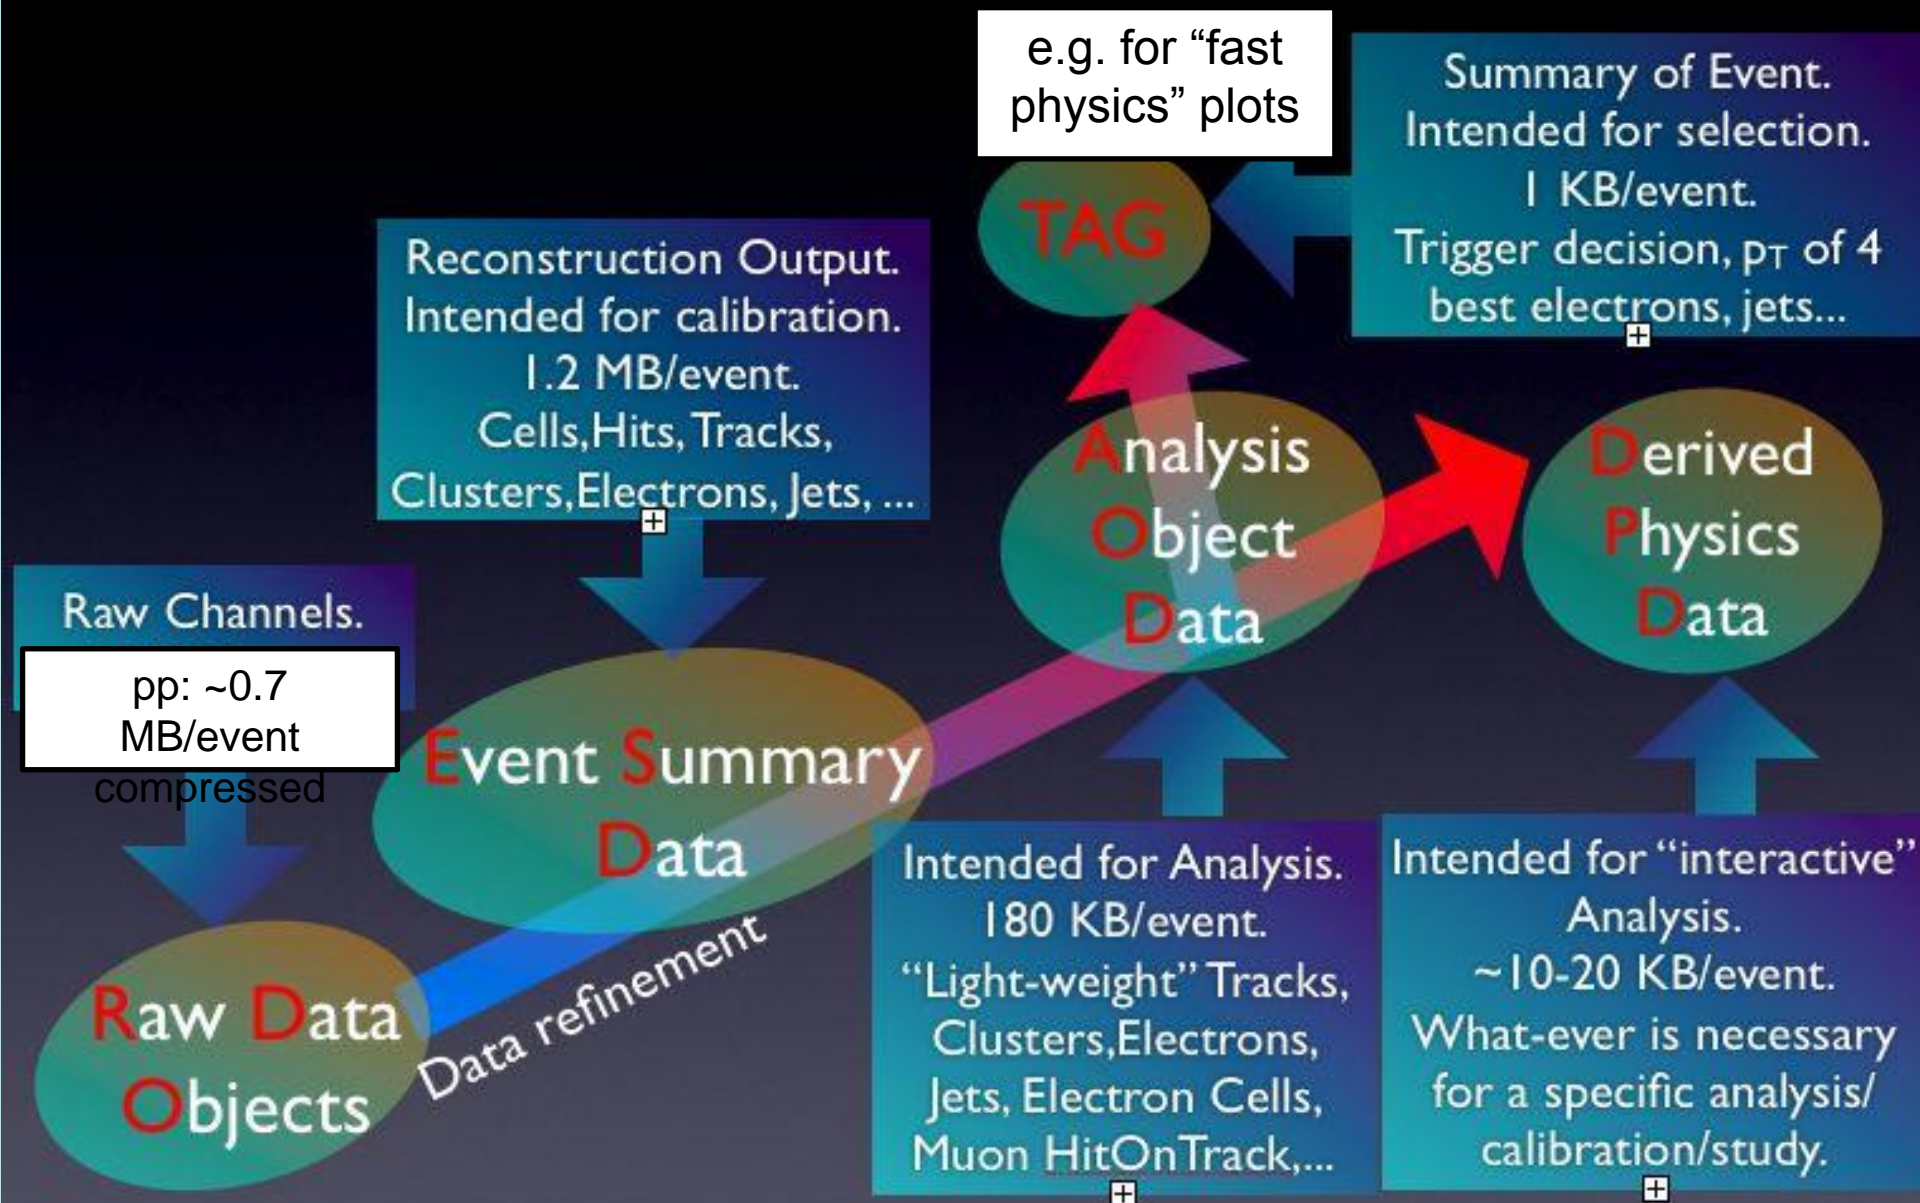 e.g. for “fast
physics” plots
Summary of Event.
Intended for selection.
1 KB/event.
Trigger decision, pT of 4
best electrons, jets...
TAG
Reconstruction Output.
Intended for calibration.
1.2 MB/event.
Cells,Hits, Tracks,
Clusters,Electrons, Jets, ...
Analysis
Object
Data
Derived
Physics
Data
Raw Channels.
pp: ~0.7
MB/event
compressed
Event Summary
Data
Raw Data
Objects
Data refinement
Intended for Analysis.
180 KB/event.
“Light-weight” Tracks,
Clusters,Electrons,
Jets, Electron Cells,
Muon HitOnTrack,...
Intended for “interactive”
Analysis.
~10-20 KB/event.
What-ever is necessary
for a specific analysis/
calibration/study.